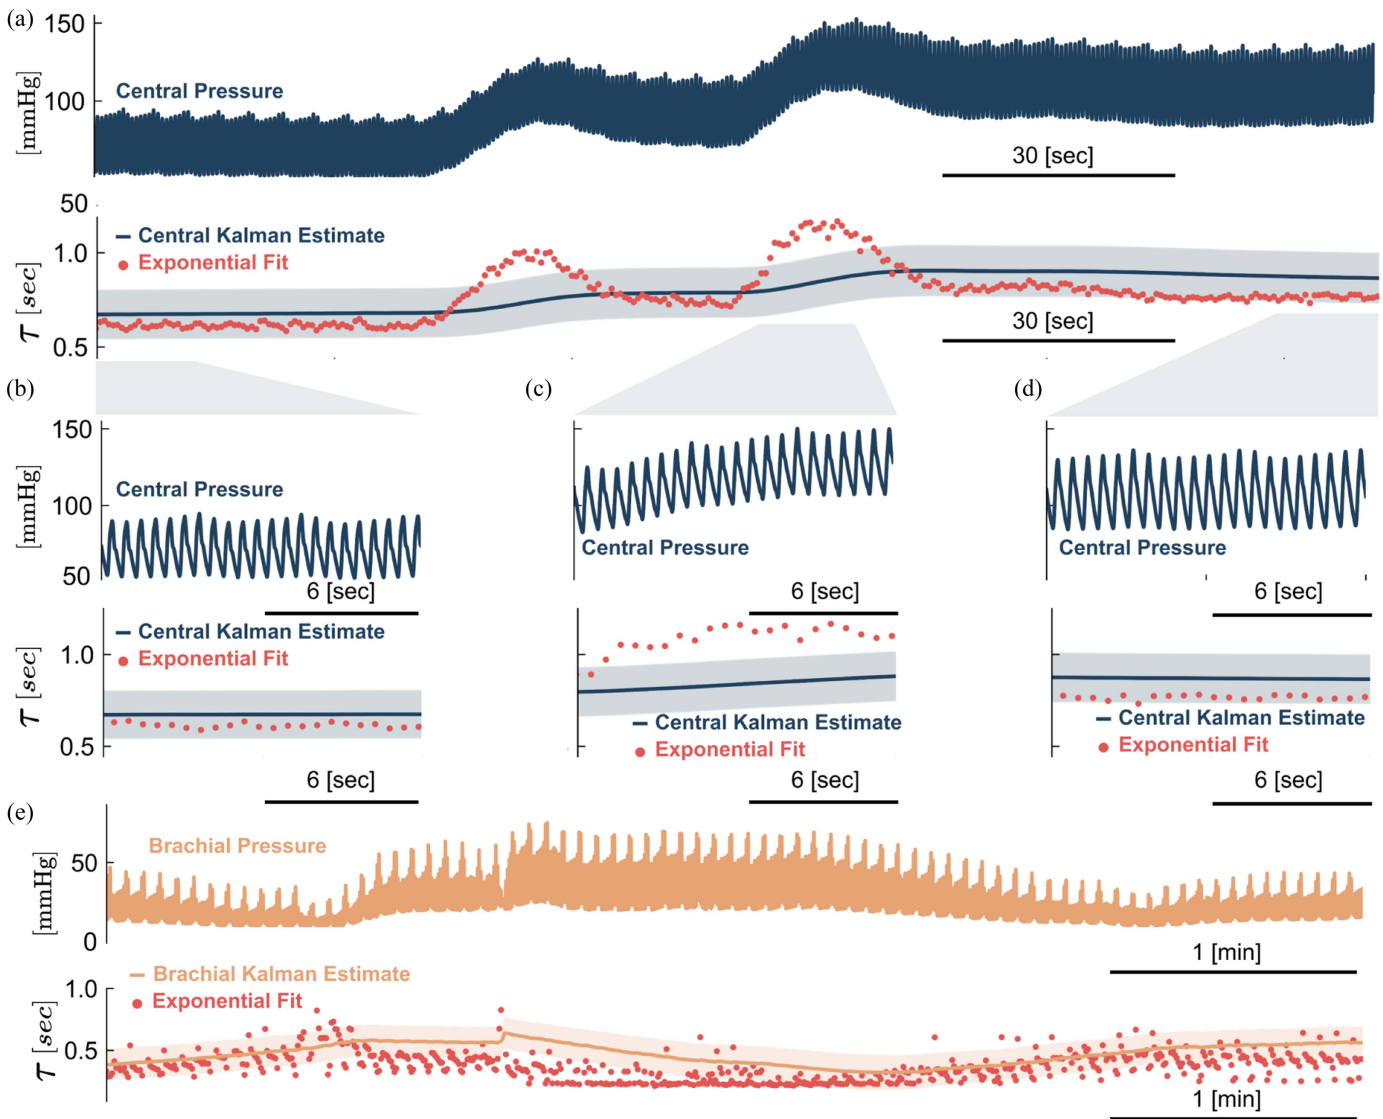 (a)
150
100
50
[mmHg]
Central Pressure
30 [sec]
1.0
0.5
τ [sec]
Central Kalman Estimate
Exponential Fit
30 [sec]
(b)
150
100
50
[mmHg]
Central Pressure
6 [sec]
1.0
0.5
τ [sec]
Central Kalman Estimate
Exponential Fit
6 [sec]
(c)
Central Pressure
6 [sec]
Central Kalman Estimate
Exponential Fit
6 [sec]
(d)
Central Pressure
6 [sec]
Central Kalman Estimate
Exponential Fit
6 [sec]
(e)
50
0
[mmHg]
Brachial Pressure
1 [min]
1.0
0.5
τ [sec]
Brachial Kalman Estimate
Exponential Fit
1 [min]